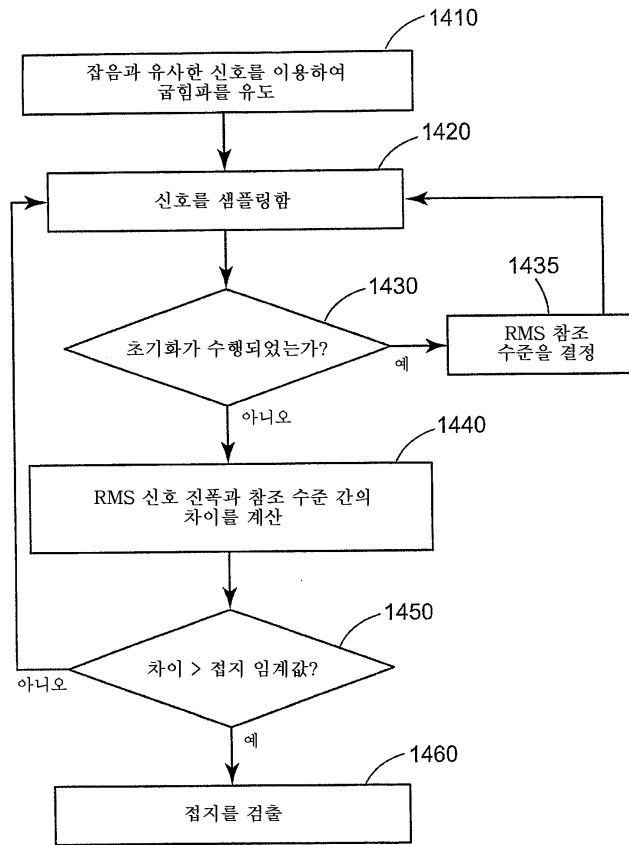 1410
잡음과 유사한 신호를 이용하여
굽힘파를 유도
1420
신호를 샘플링함
1430
초기화가 수행되었는가?
예
1435
RMS 참조
수준을 결정
아니오
1440
RMS 신호 진폭과 참조 수준 간의
차이를 계산
1450
차이 > 접지 임계값?
아니오
예
1460
접지를 검출